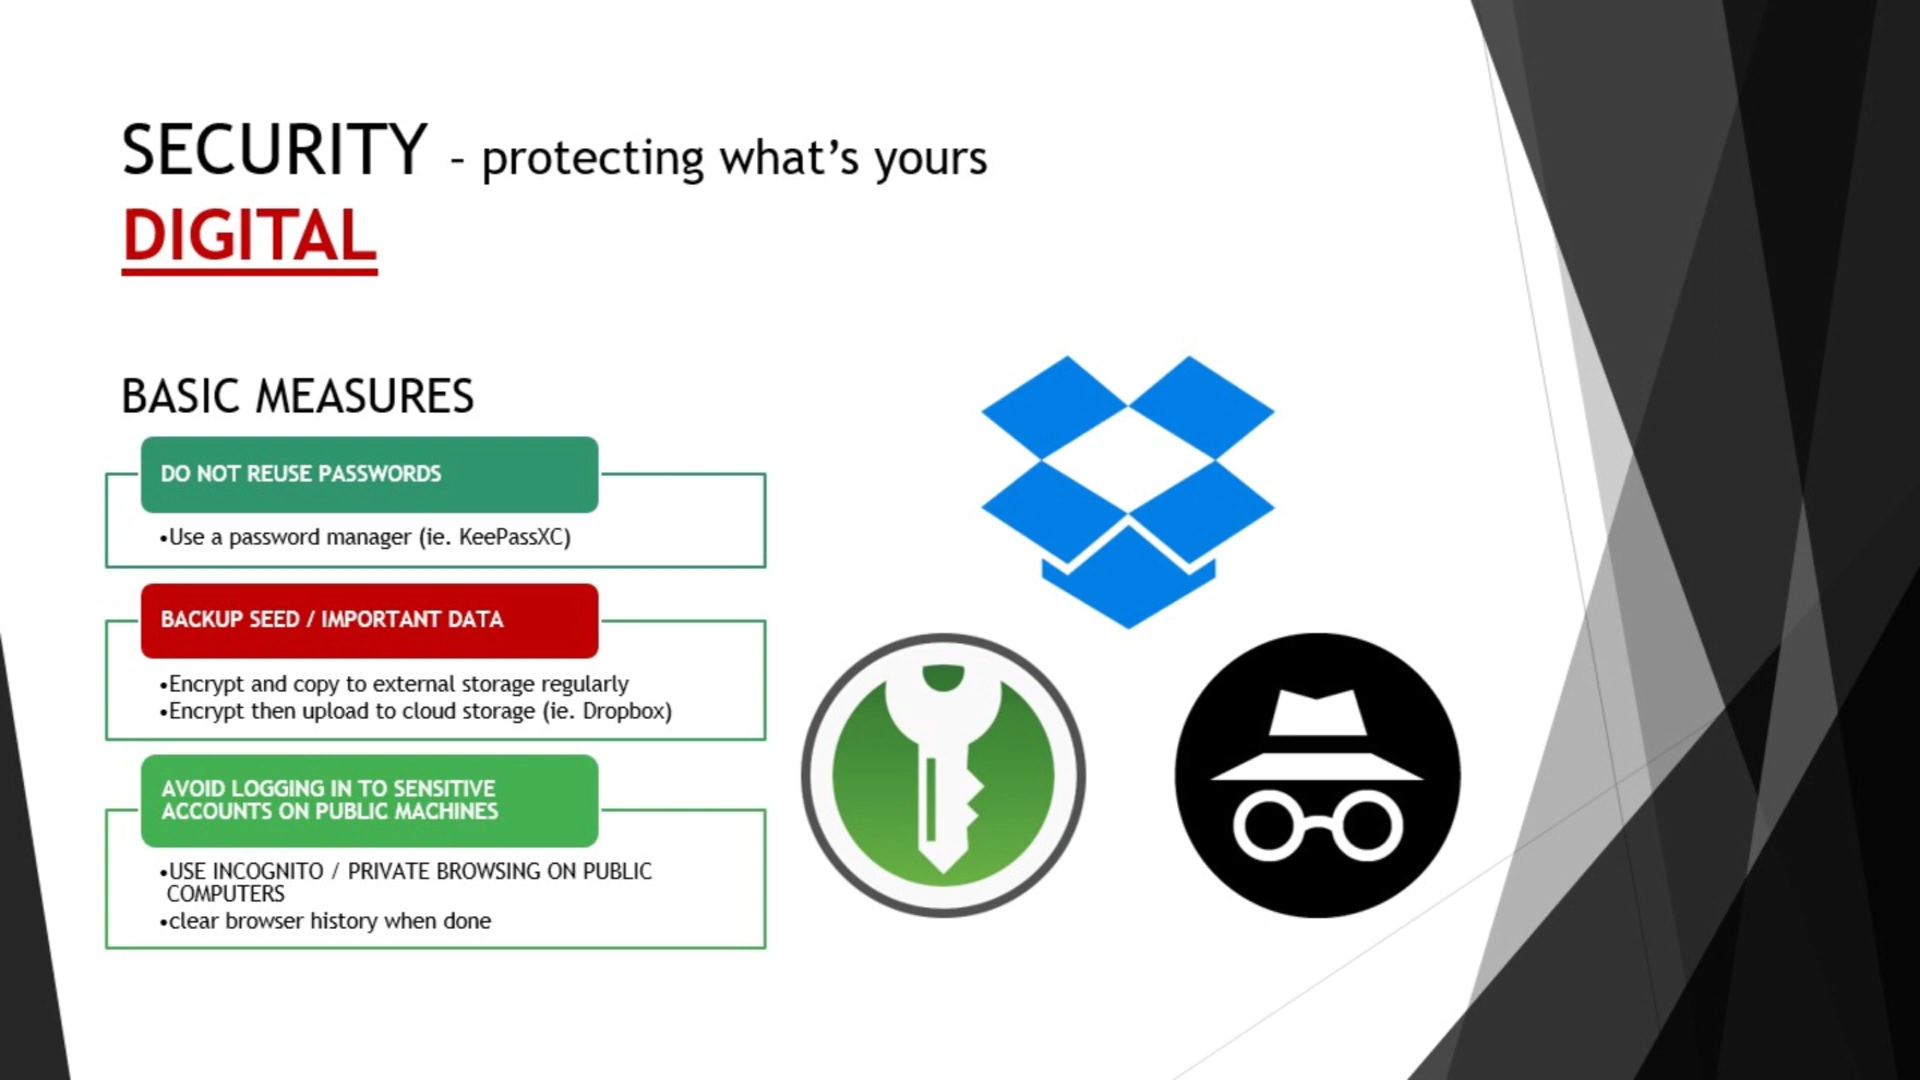 SECURITY – protecting what’s yours
DIGITAL
BASIC MEASURES
DO NOT REUSE PASSWORDS
•Use a password manager (ie. KeePassXC)
BACKUP SEED / IMPORTANT DATA
•Encrypt and copy to external storage regularly
•Encrypt then upload to cloud storage (ie. Dropbox)
AVOID LOGGING IN TO SENSITIVE
ACCOUNTS ON PUBLIC MACHINES
•USE INCOGNITO / PRIVATE BROWSING ON PUBLIC
COMPUTERS
•clear browser history when done